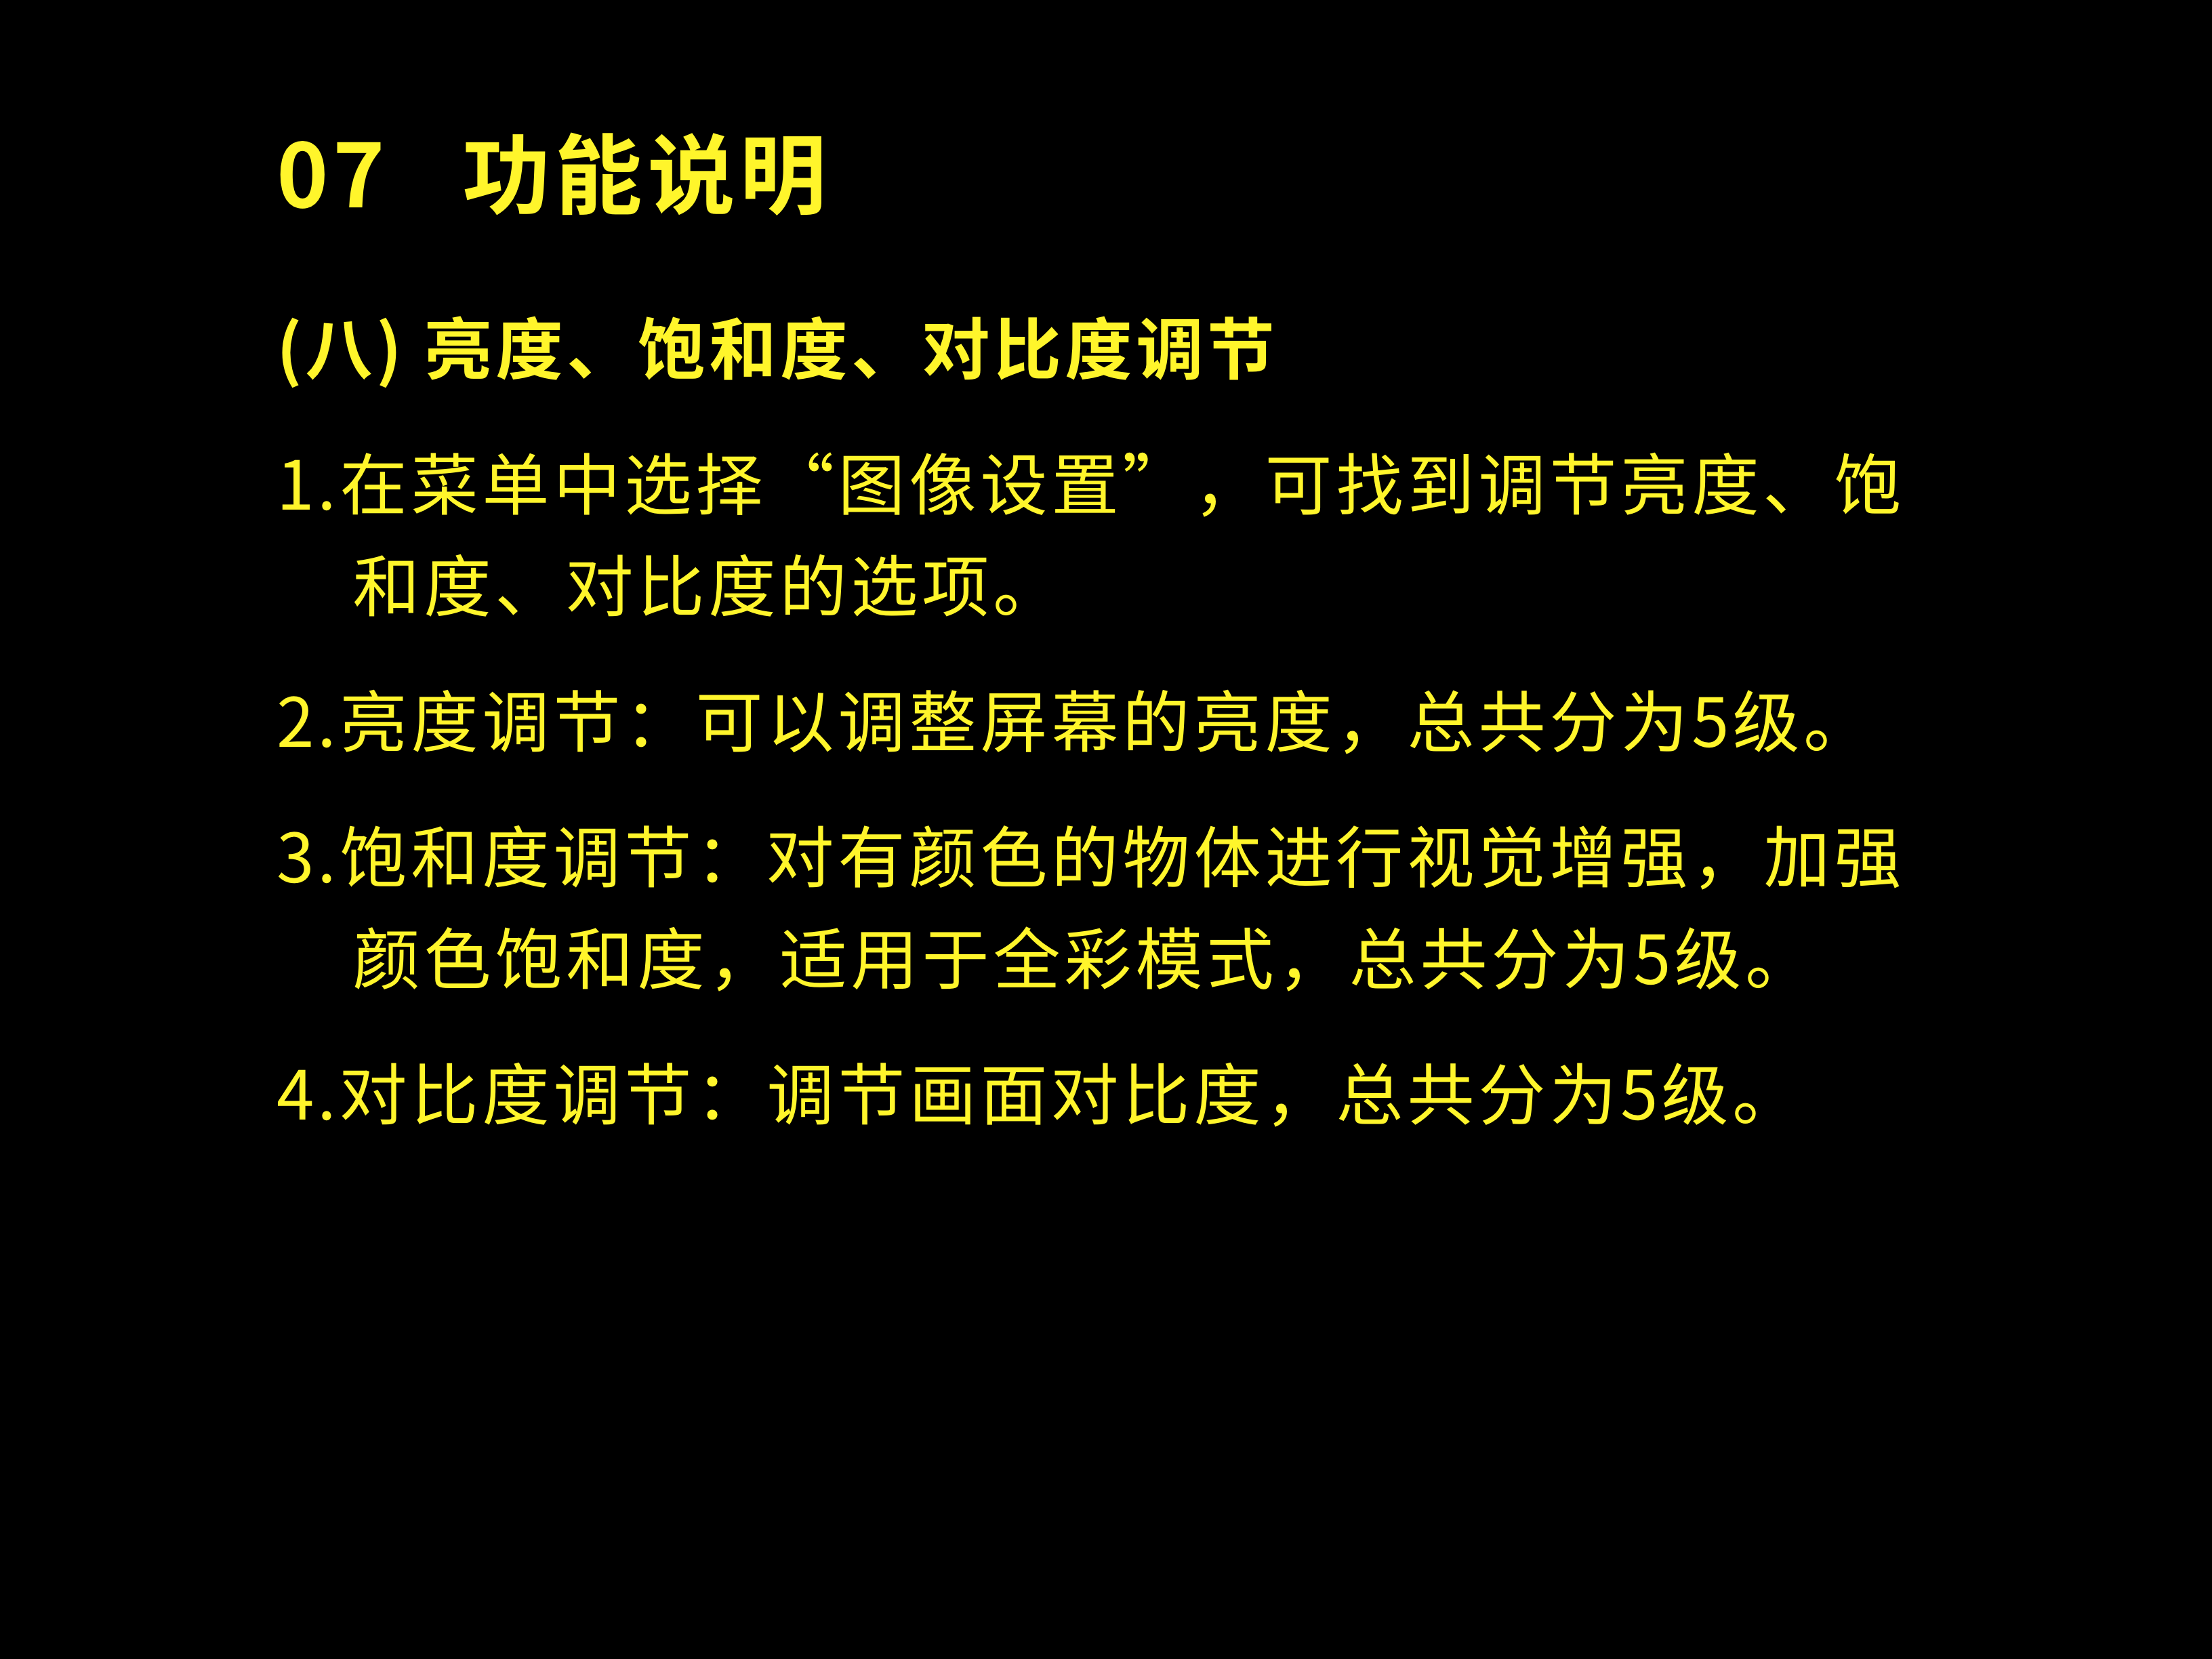 07 功能说明
(八) 亮度、饱和度、对比度调节
1.在菜单中选择“图像设置”，可找到调节亮度、饱
和度、对比度的选项。
2.亮度调节：可以调整屏幕的亮度，总共分为5级。
3.饱和度调节：对有颜色的物体进行视觉增强，加强
颜色饱和度，适用于全彩模式，总共分为5级。
4.对比度调节：调节画面对比度，总共分为5级。